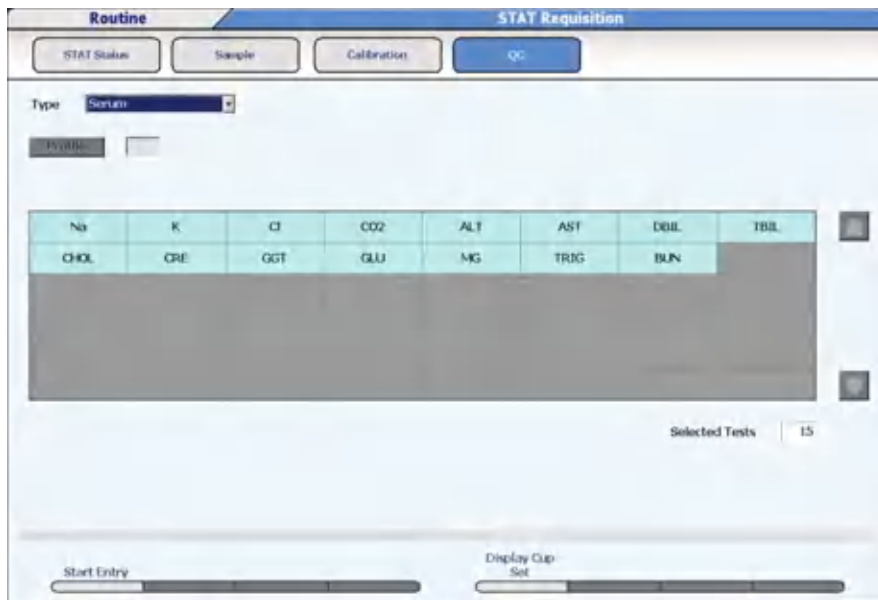 Routine
STAT Requisition
STAT Status
Sample
Calibration
QC
Type
Serum
Profile
Na K Cl CO2 ALT AST DBIL TBIL
CHOL CRE GGT GLU MG TRIG BUN
Selected Tests 15
Start Entry
Display Cup
Set